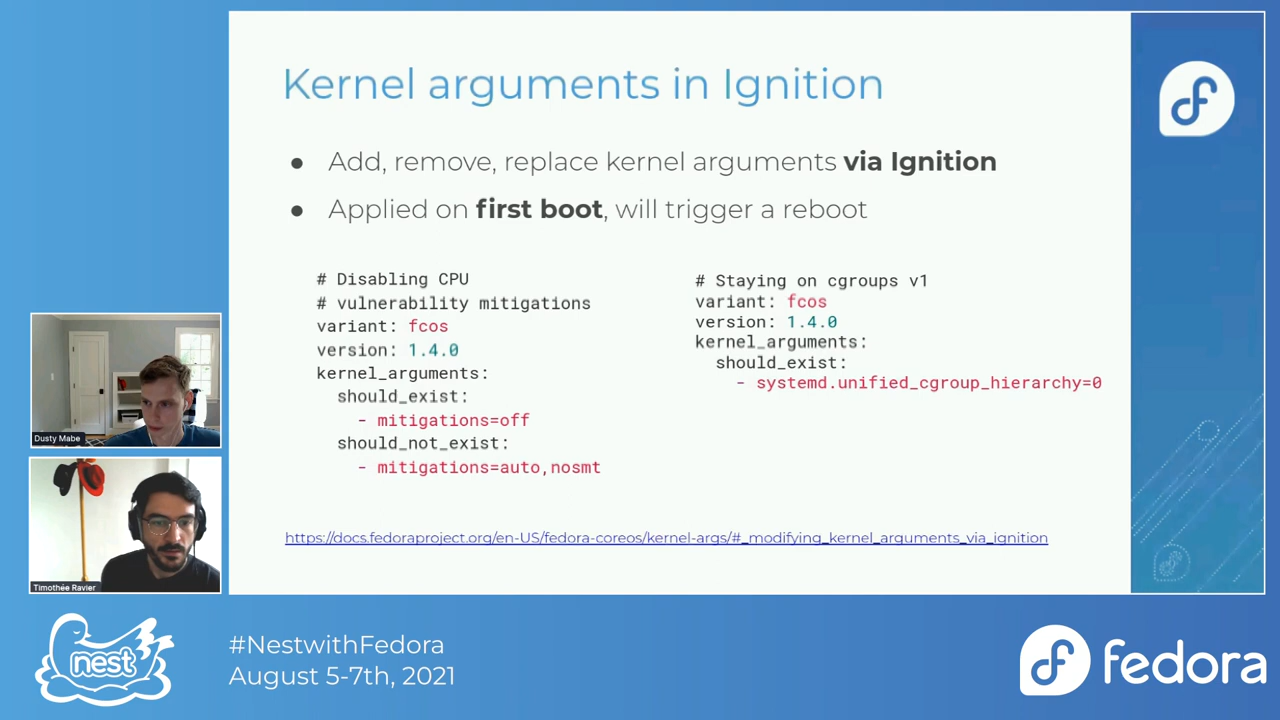 Kernel arguments in Ignition
● Add, remove, replace kernel arguments via Ignition
● Applied on first boot, will trigger a reboot
# Disabling CPU
# vulnerability mitigations
variant: fcos
version: 1.4.0
kernel_arguments:
should_exist:
- mitigations=off
should_not_exist:
- mitigations=auto,nosmt
# Staying on cgroups v1
variant: fcos
version: 1.4.0
kernel_arguments:
should_exist:
- systemd.unified_cgroup_hierarchy=0
https://docs.fedoraproject.org/en-US/fedora-coreos/kernel-args/#_modifying_kernel_arguments_via_ignition
Dusty Mabe
Timothée Ravier
nest
#NestwithFedora
August 5-7th, 2021
fedora